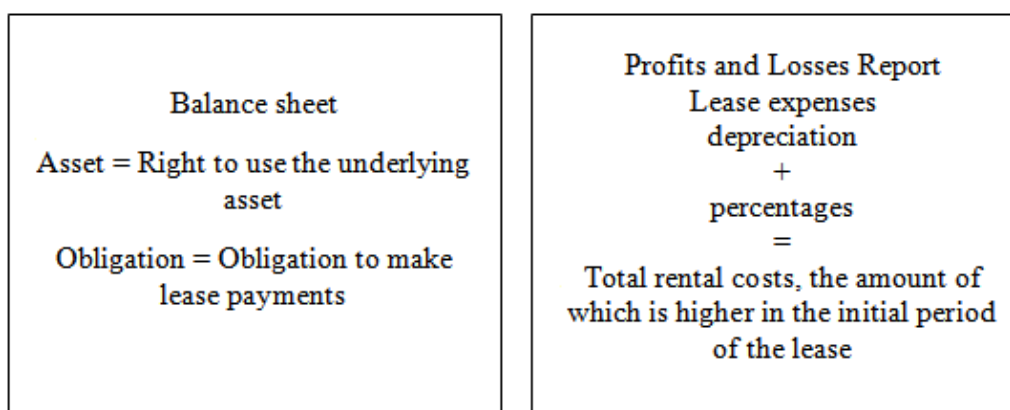 Balance sheet
Asset = Right to use the underlying
asset
Obligation = Obligation to make
lease payments
Profits and Losses Report
Lease expenses
depreciation
+
percentages
=
Total rental costs, the amount of
which is higher in the initial period
of the lease